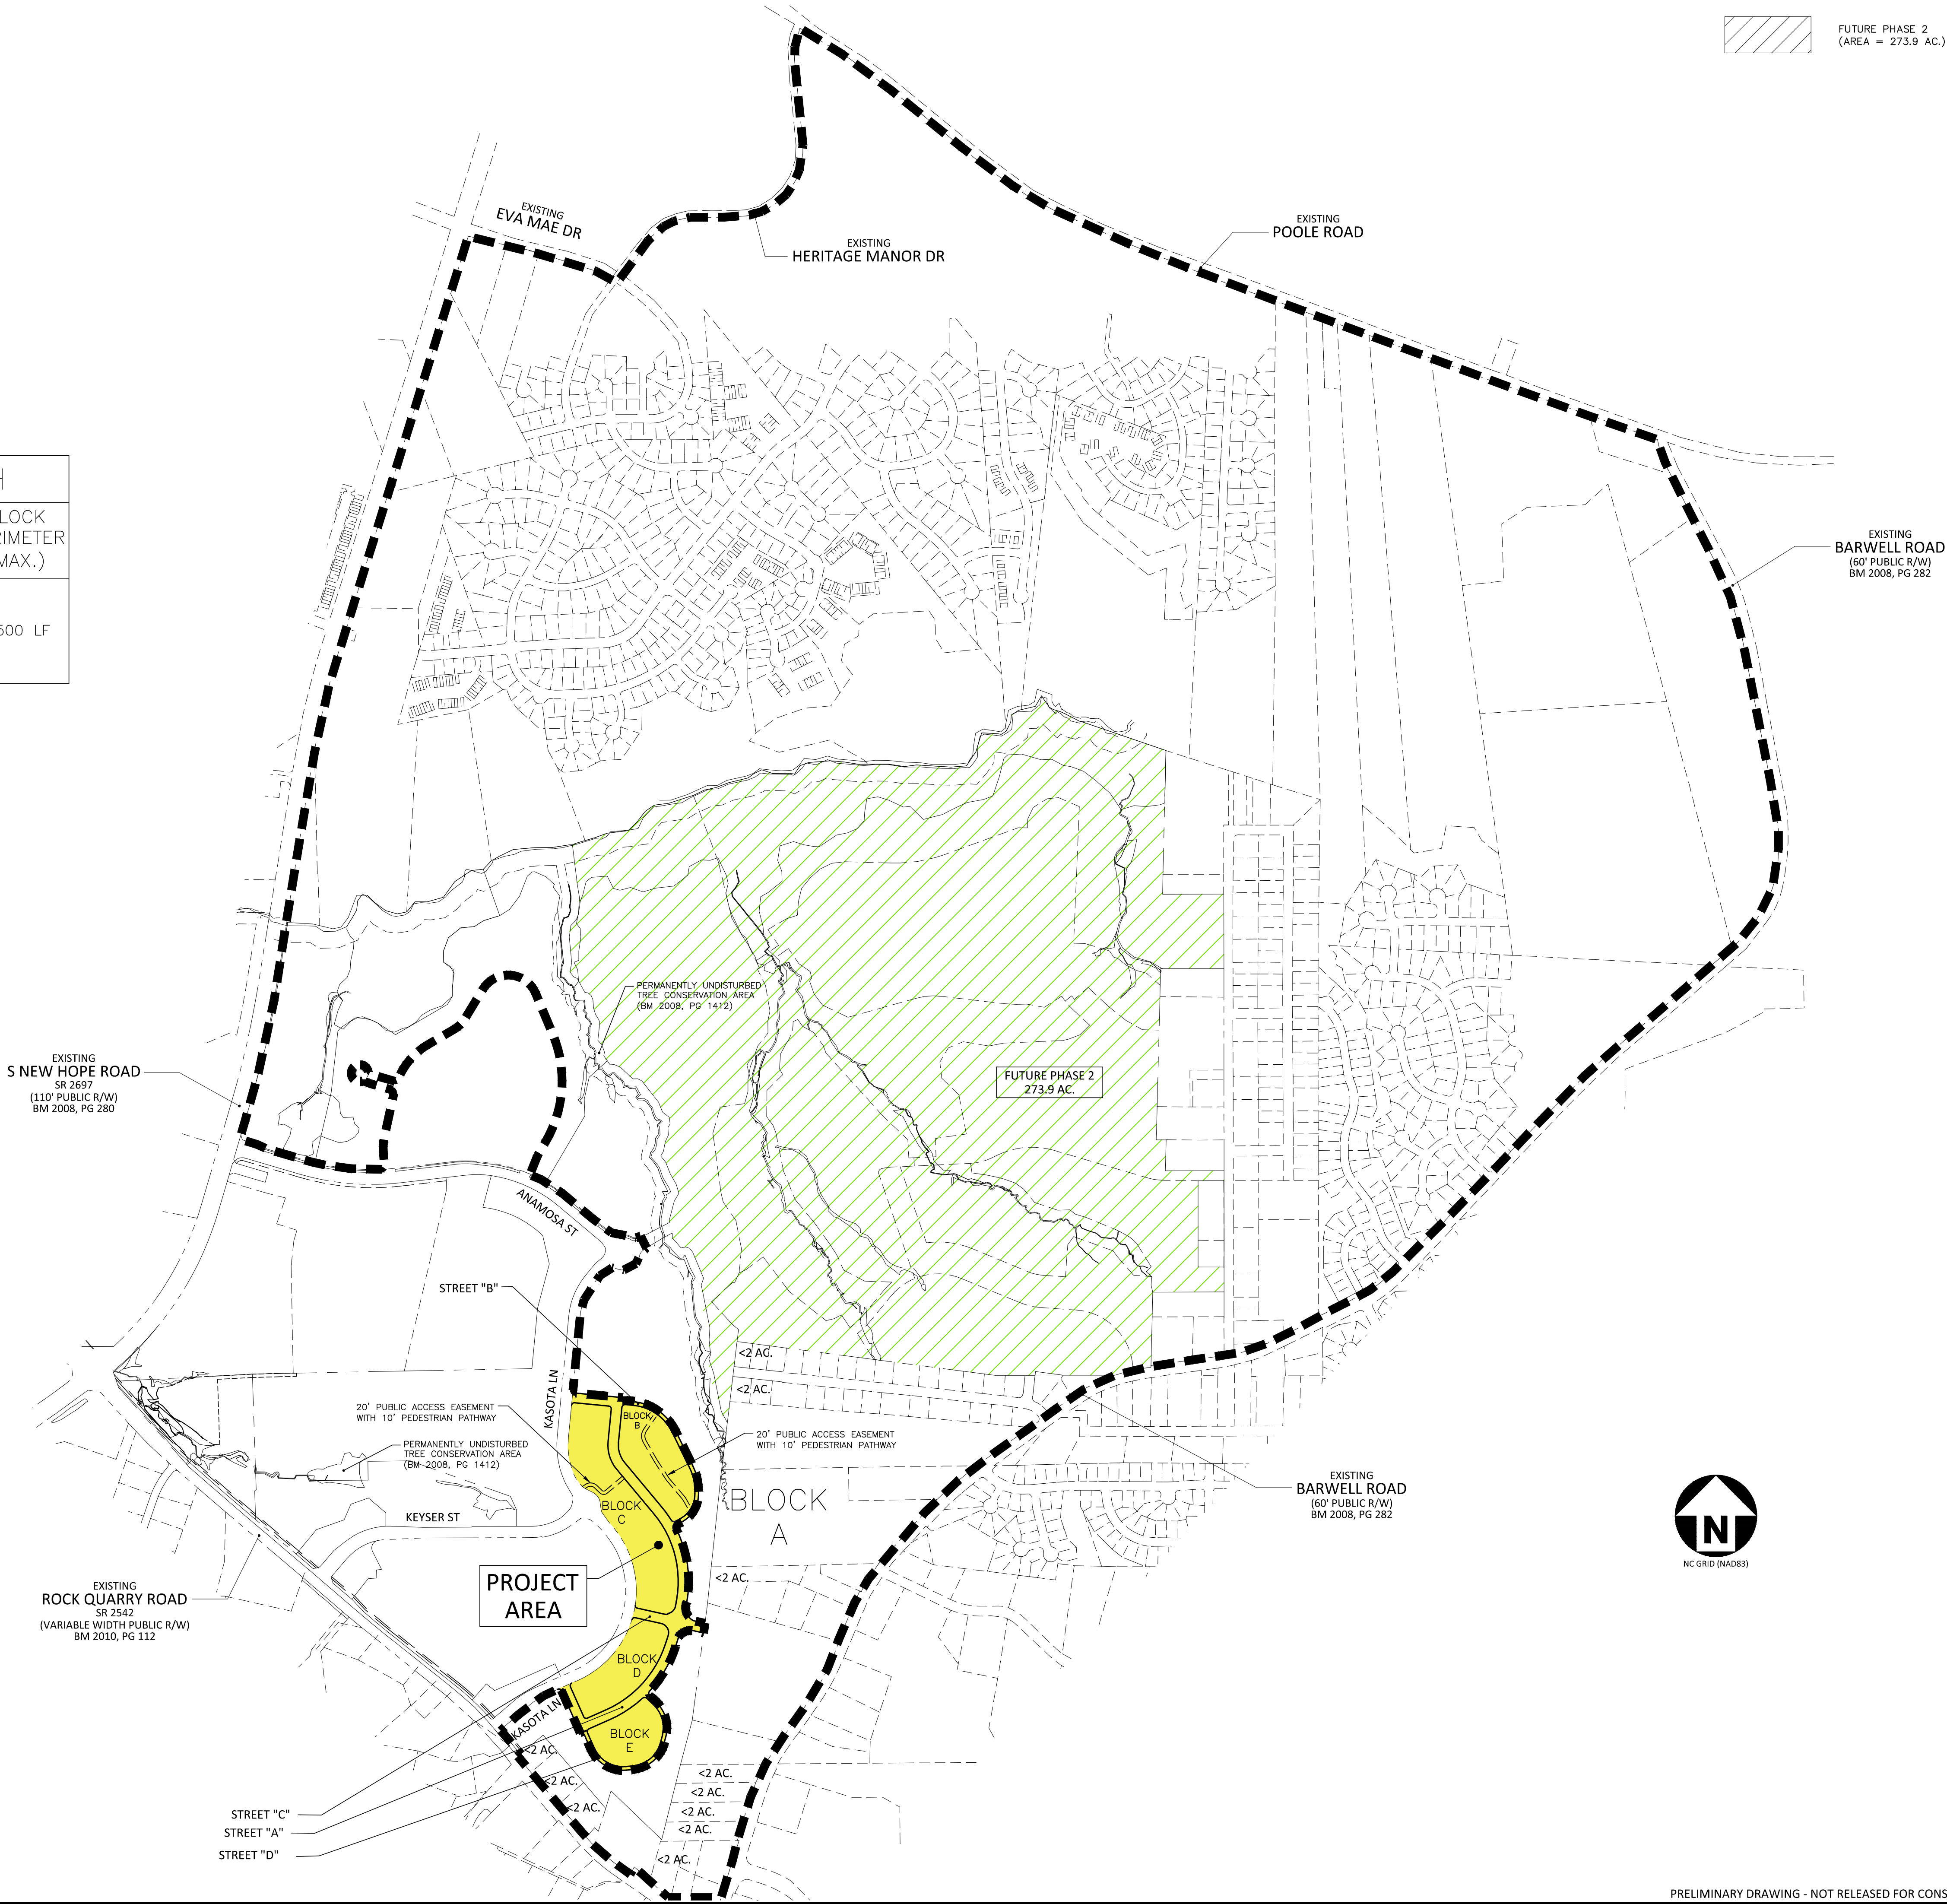 FUTURE PHASE 2
(AREA = 273.9 AC.)
EXISTING
EVA MAE DR
EXISTING
HERITAGE MANOR DR
EXISTING
POOLE ROAD
EXISTING
BARWELL ROAD
(60' PUBLIC R/W)
BM 2008, PG 282
H
LOCK
RIMETER
MAX.)
500 LF
PERMANENTLY UNDISTURBED
TREE CONSERVATION AREA
(BM 2008, PG 1412)
EXISTING
S NEW HOPE ROAD
SR 2697
(110' PUBLIC R/W)
BM 2008, PG 280
FUTURE PHASE 2
273.9 AC.
ANAMOSA ST
STREET "B"
KASOTA LN
<2 AC.
<2 AC.
20' PUBLIC ACCESS EASEMENT
WITH 10' PEDESTRIAN PATHWAY
BLOCK
B
20' PUBLIC ACCESS EASEMENT
WITH 10' PEDESTRIAN PATHWAY
PERMANENTLY UNDISTURBED
TREE CONSERVATION AREA
(BM 2008, PG 1412)
BLOCK
A
BLOCK
C
KEYSER ST
EXISTING
BARWELL ROAD
(60' PUBLIC R/W)
BM 2008, PG 282
N
NC GRID (NAD83)
PROJECT
AREA
<2 AC.
EXISTING
ROCK QUARRY ROAD
SR 2542
(VARIABLE WIDTH PUBLIC R/W)
BM 2010, PG 112
BLOCK
D
KASOTA LN
BLOCK
E
<2 AC.
<2 AC.
<2 AC.
<2 AC.
<2 AC.
<2 AC.
<2 AC.
<2 AC.
STREET "C"
STREET "A"
STREET "D"
PRELIMINARY DRAWING - NOT RELEASED FOR CONS